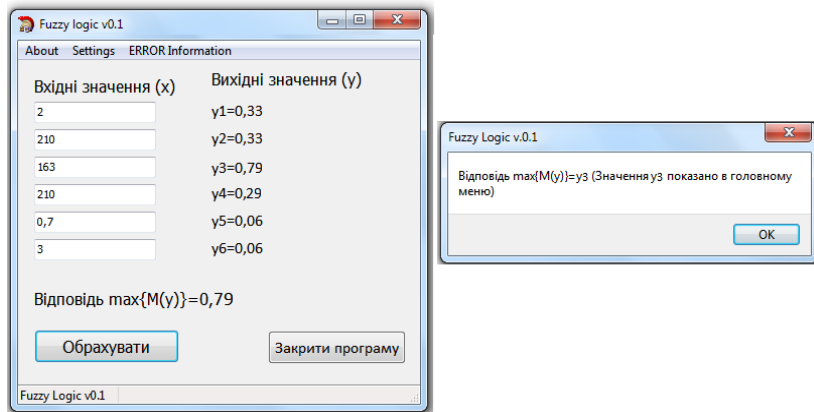 Fuzzy logic v0.1
About Settings ERROR Information
Вхідні значення (x) Вихідні значення (y)
2 y1=0,33
210 y2=0,33
163 y3=0,79
210 y4=0,29
0,7 y5=0,06
3 y6=0,06
Відповідь max{M(y)}=0,79
Обрахувати Закрити програму
Fuzzy Logic v0.1
Fuzzy Logic v.0.1
Відповідь max{M(y)}=y3 (Значення y3 показано в головному
меню)
OK